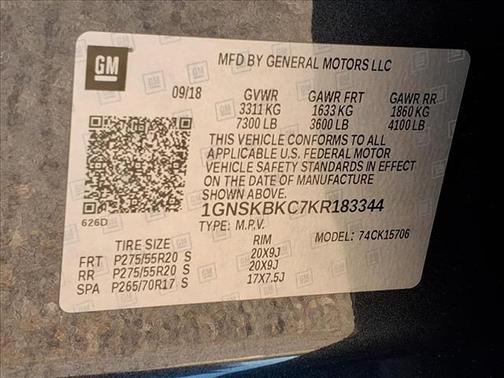 GM
MFD BY GENERAL MOTORS LLC
09/18 GVWR GAWR FRT GAWR RR
3311 KG 1633 KG 1860 KG
7300 LB 3600 LB 4100 LB
THIS VEHICLE CONFORMS TO ALL
APPLICABLE U.S. FEDERAL MOTOR
VEHICLE SAFETY STANDARDS IN EFFECT
ON THE DATE OF MANUFACTURE
SHOWN ABOVE.
626D 1GNSKBKC7KR183344
TYPE: M.P.V. MODEL: 74CK15706
TIRE SIZE RIM
FRT P275/55R20 S 20X9J
RR P275/55R20 S 20X9J
SPA P265/70R17 S 17X7.5J